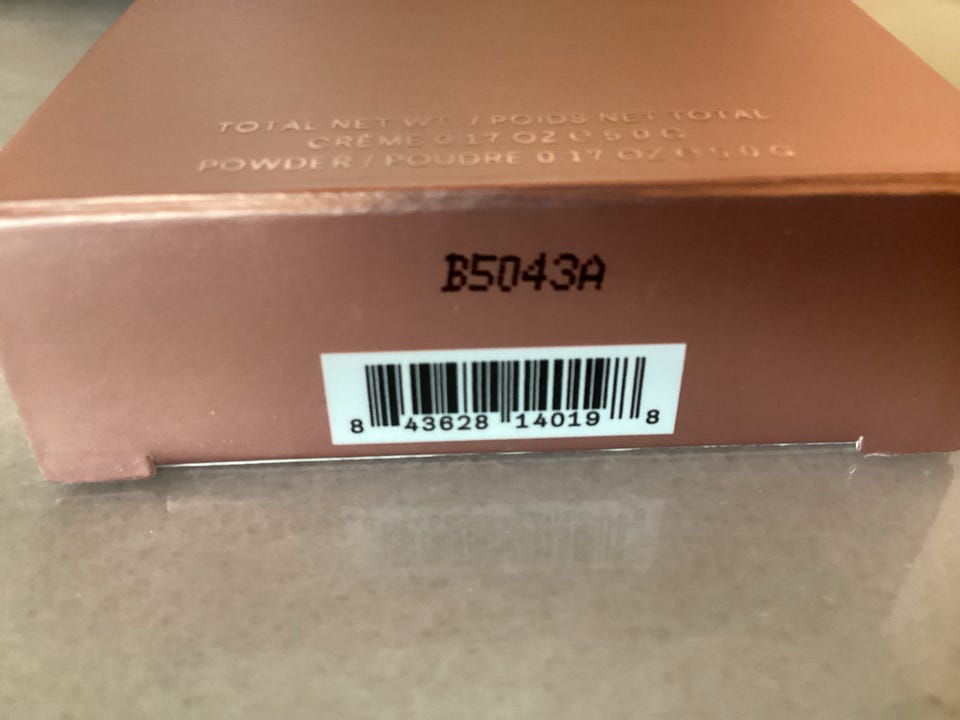 TOTAL NET WT. / POIDS NET TOTAL
CRÈME 0.17 OZ ℮ 5.0 G
POWDER / POUDRE 0.17 OZ ℮ 5.0 G
B5043A
8 43628 14019 8